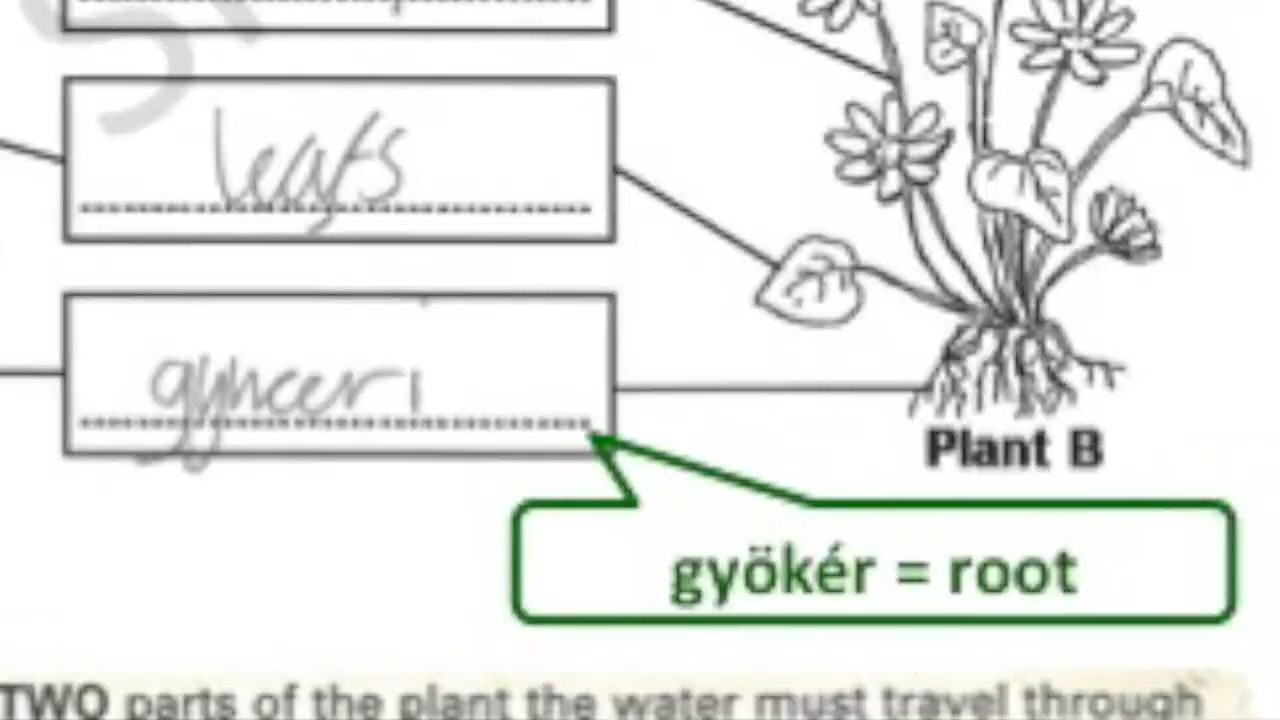 leafs
gyncer
Plant B
gyökér = root
TWO parts of the plant the water must travel through